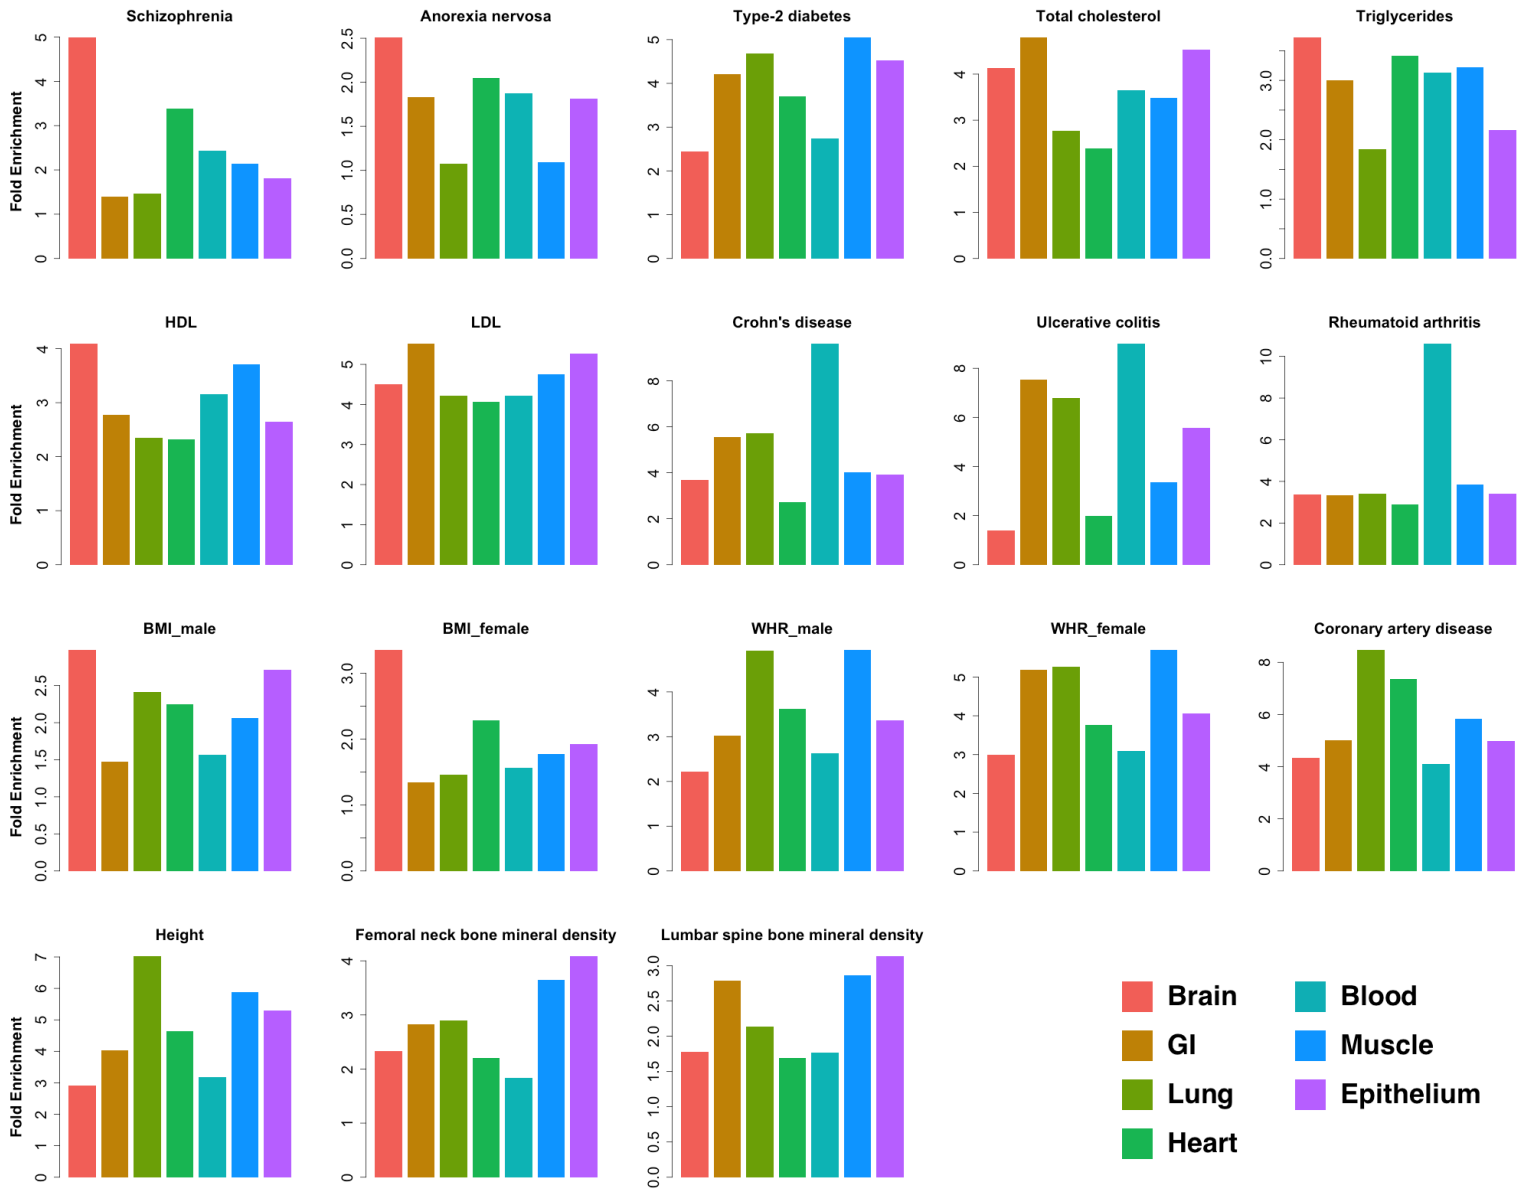 Schizophrenia
Anorexia nervosa
Type-2 diabetes
Total cholesterol
Triglycerides
Fold Enrichment
0 1 2 3 4 5
0.0 0.5 1.0 1.5 2.0 2.5
0 1 2 3 4 5
0 1 2 3 4
0.0 1.0 2.0 3.0
HDL
LDL
Crohn's disease
Ulcerative colitis
Rheumatoid arthritis
Fold Enrichment
0 1 2 3 4
0 1 2 3 4 5
0 2 4 6 8
0 2 4 6 8
0 2 4 6 8 10
BMI_male
BMI_female
WHR_male
WHR_female
Coronary artery disease
Fold Enrichment
0.0 0.5 1.0 1.5 2.0 2.5
0.0 1.0 2.0 3.0
0 1 2 3 4
0 1 2 3 4 5
0 2 4 6 8
Height
Femoral neck bone mineral density
Lumbar spine bone mineral density
Fold Enrichment
0 1 2 3 4 5 6 7
0 1 2 3 4
0.0 0.5 1.0 1.5 2.0 2.5 3.0
Brain
GI
Lung
Heart
Blood
Muscle
Epithelium